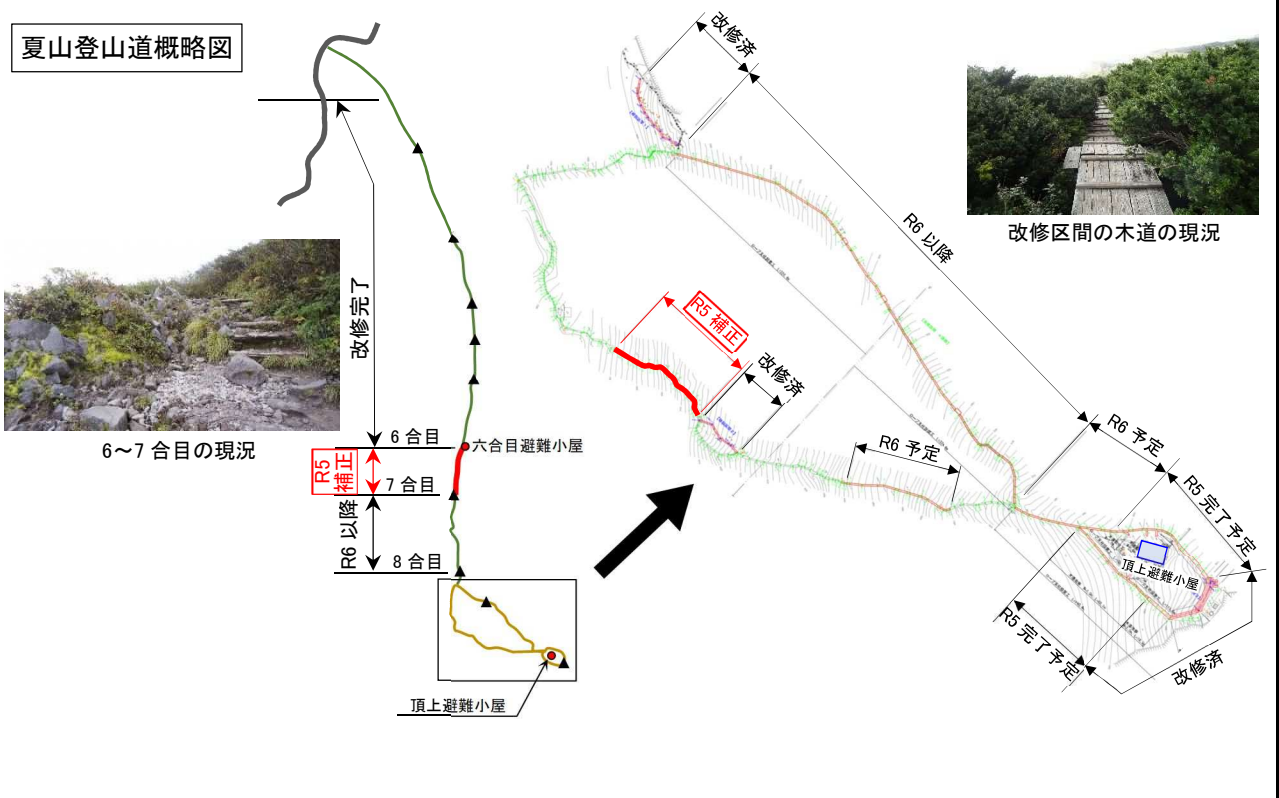 夏山登山道概略図
改修完了
6～7 合目の現況
6 合目
六合目避難小屋
R5
補正
7 合目
R6 以降
8 合目
頂上避難小屋
改修済
R6 以降
改修区間の木道の現況
R5 補正
改修済
R6 予定
R6 予定
R5 完了予定
頂上避難小屋
R5 完了予定
改修済